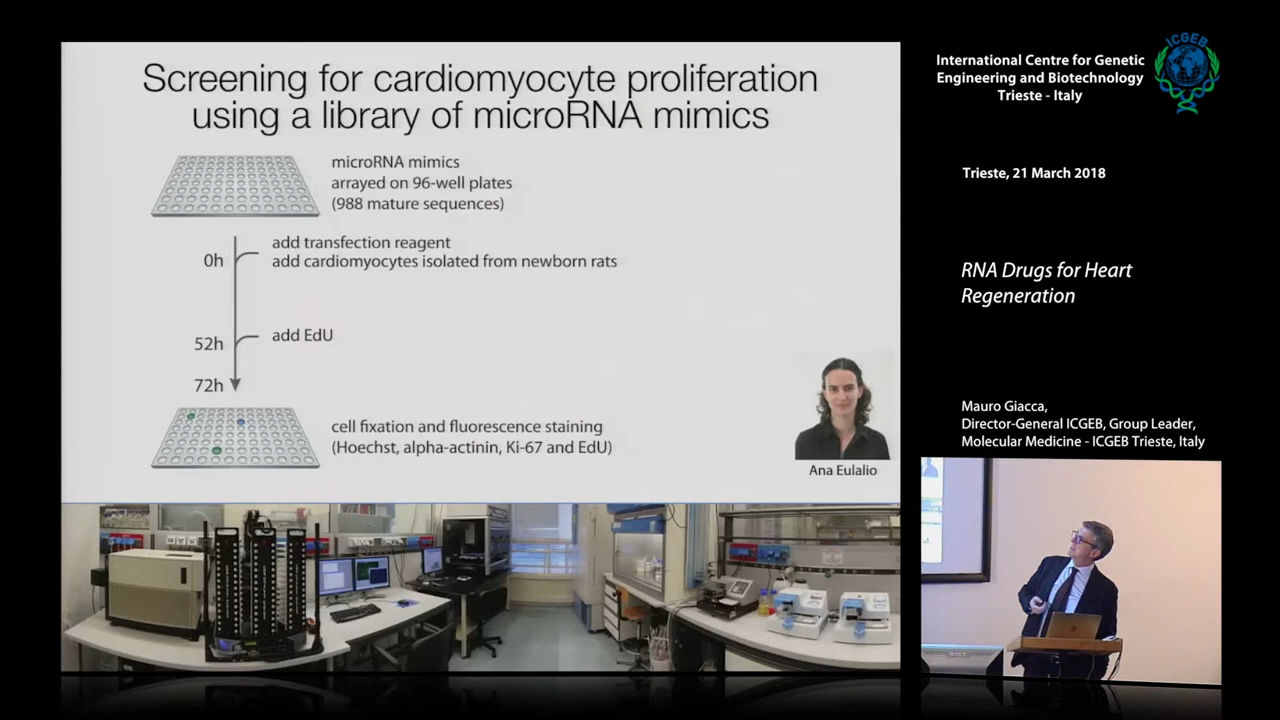 Screening for cardiomyocyte proliferation
using a library of microRNA mimics
microRNA mimics
arrayed on 96-well plates
(988 mature sequences)
0h
add transfection reagent
add cardiomyocytes isolated from newborn rats
52h
add EdU
72h
cell fixation and fluorescence staining
(Hoechst, alpha-actinin, Ki-67 and EdU)
Ana Eulalio
International Centre for Genetic
Engineering and Biotechnology
Trieste - Italy
ICGEB
Trieste, 21 March 2018
RNA Drugs for Heart
Regeneration
Mauro Giacca,
Director-General ICGEB, Group Leader,
Molecular Medicine - ICGEB Trieste, Italy